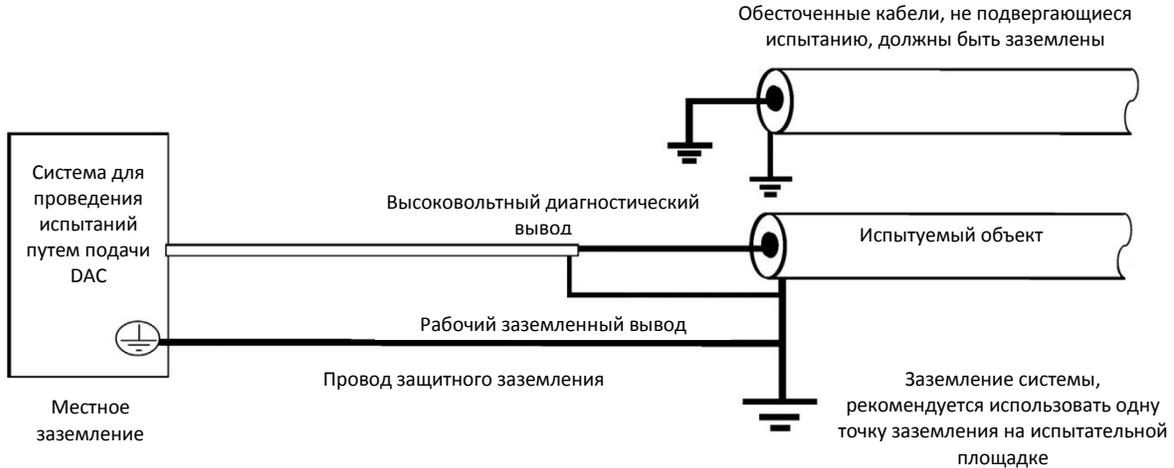 Обесточенные кабели, не подвергающиеся
испытанию, должны быть заземлены
Система для
проведения
испытаний
путем подачи
DAC
Высоковольтный диагностический
вывод
Испытуемый объект
Рабочий заземленный вывод
Провод защитного заземления
Местное
заземление
Заземление системы,
рекомендуется использовать одну
точку заземления на испытательной
площадке